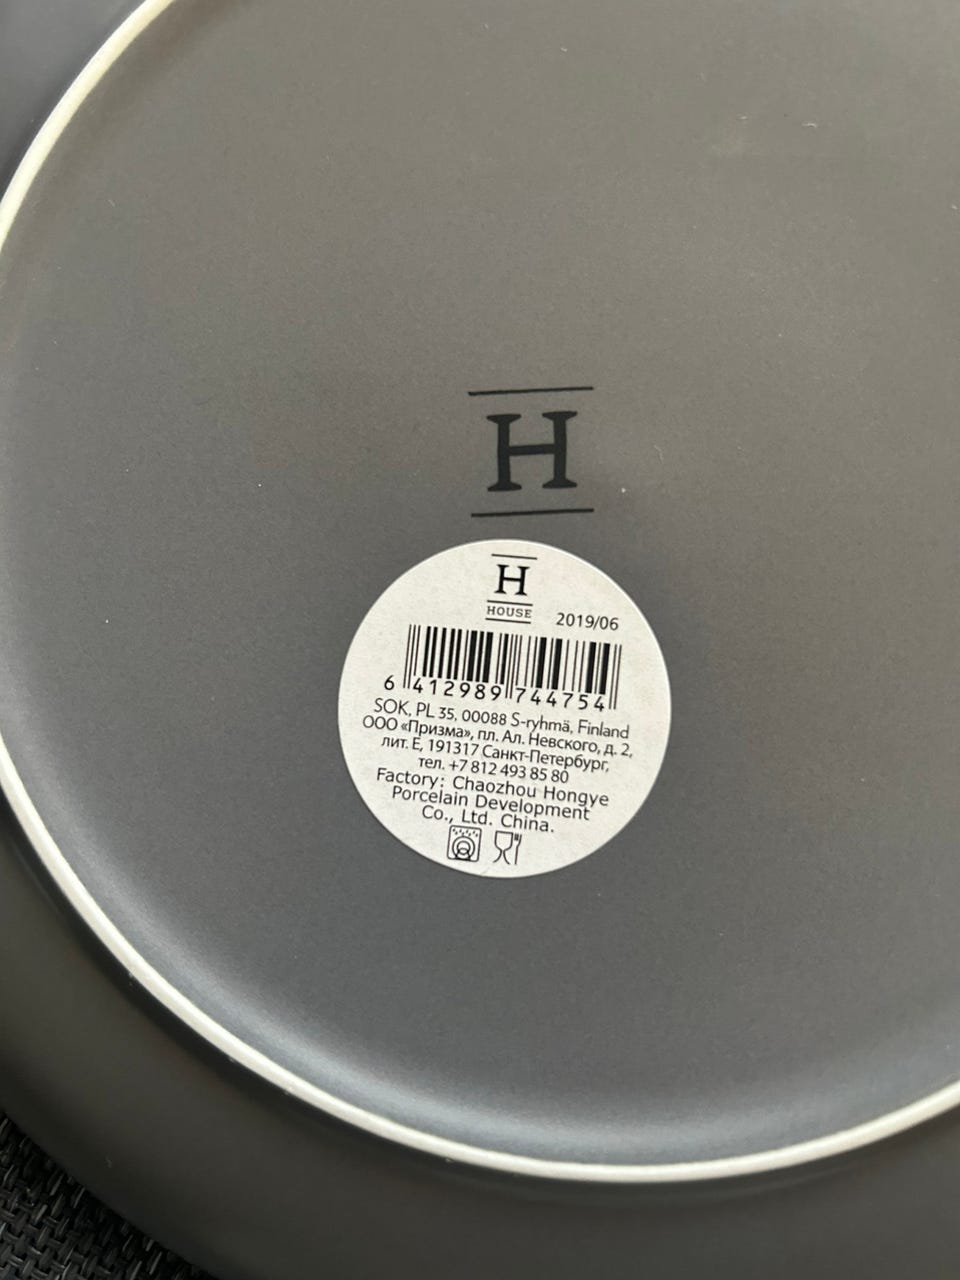 H
H
HOUSE
2019/06
6 412989 744754
SOK, PL 35, 00088 S-ryhmä, Finland
ООО «Призма», пл. Ал. Невского, д. 2,
лит. Е, 191317 Санкт-Петербург,
тел. +7 812 493 85 80
Factory: Chaozhou Hongye
Porcelain Development
Co., Ltd. China.